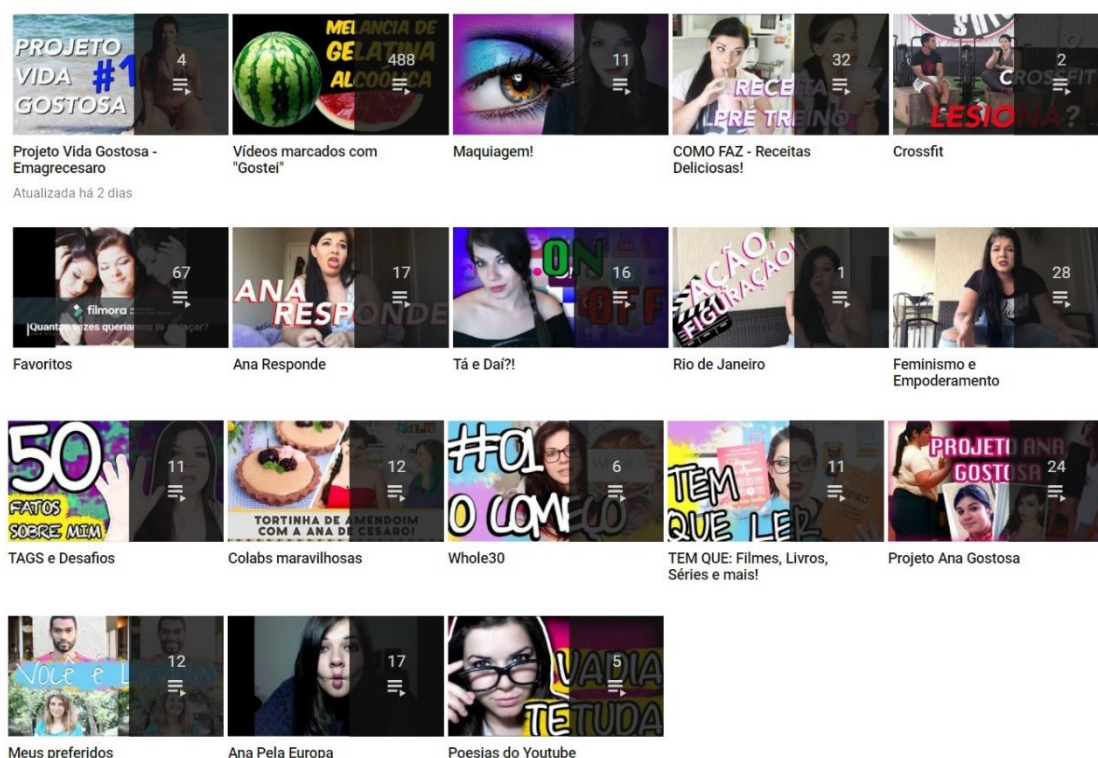 PROJETO
VIDA #1
GOSTOSA
4
MELANCIA DE
GELATINA
ALCOÓLICA
488
11
RECEITA
PRÉ TREINO
32
CROSSFIT
LESIONA?
2
Projeto Vida Gostosa -
Emagrecesaro
Atualizada há 2 dias
Vídeos marcados com
"Gostei"
Maquiagem!
COMO FAZ - Receitas
Deliciosas!
Crossfit
filmora
67
ANA
RESPONDE
17
ON
OFF
16
AÇÃO,
FIGURAÇÃO!
1
28
Favoritos
Ana Responde
Tá e Daí?!
Rio de Janeiro
Feminismo e
Empoderamento
50
FATOS
SOBRE MIM
11
TORTINHA DE AMENDOIM
COM A ANA DE CESARO!
12
#01
O COMEÇO
6
TEM
QUE LER
11
PROJETO ANA
GOSTOSA
24
TAGS e Desafios
Colabs maravilhosas
Whole30
TEM QUE: Filmes, Livros,
Séries e mais!
Projeto Ana Gostosa
VOCÊ E
12
17
VADIA
TETUDA
5
Meus preferidos
Ana Pela Europa
Poesias do Youtube